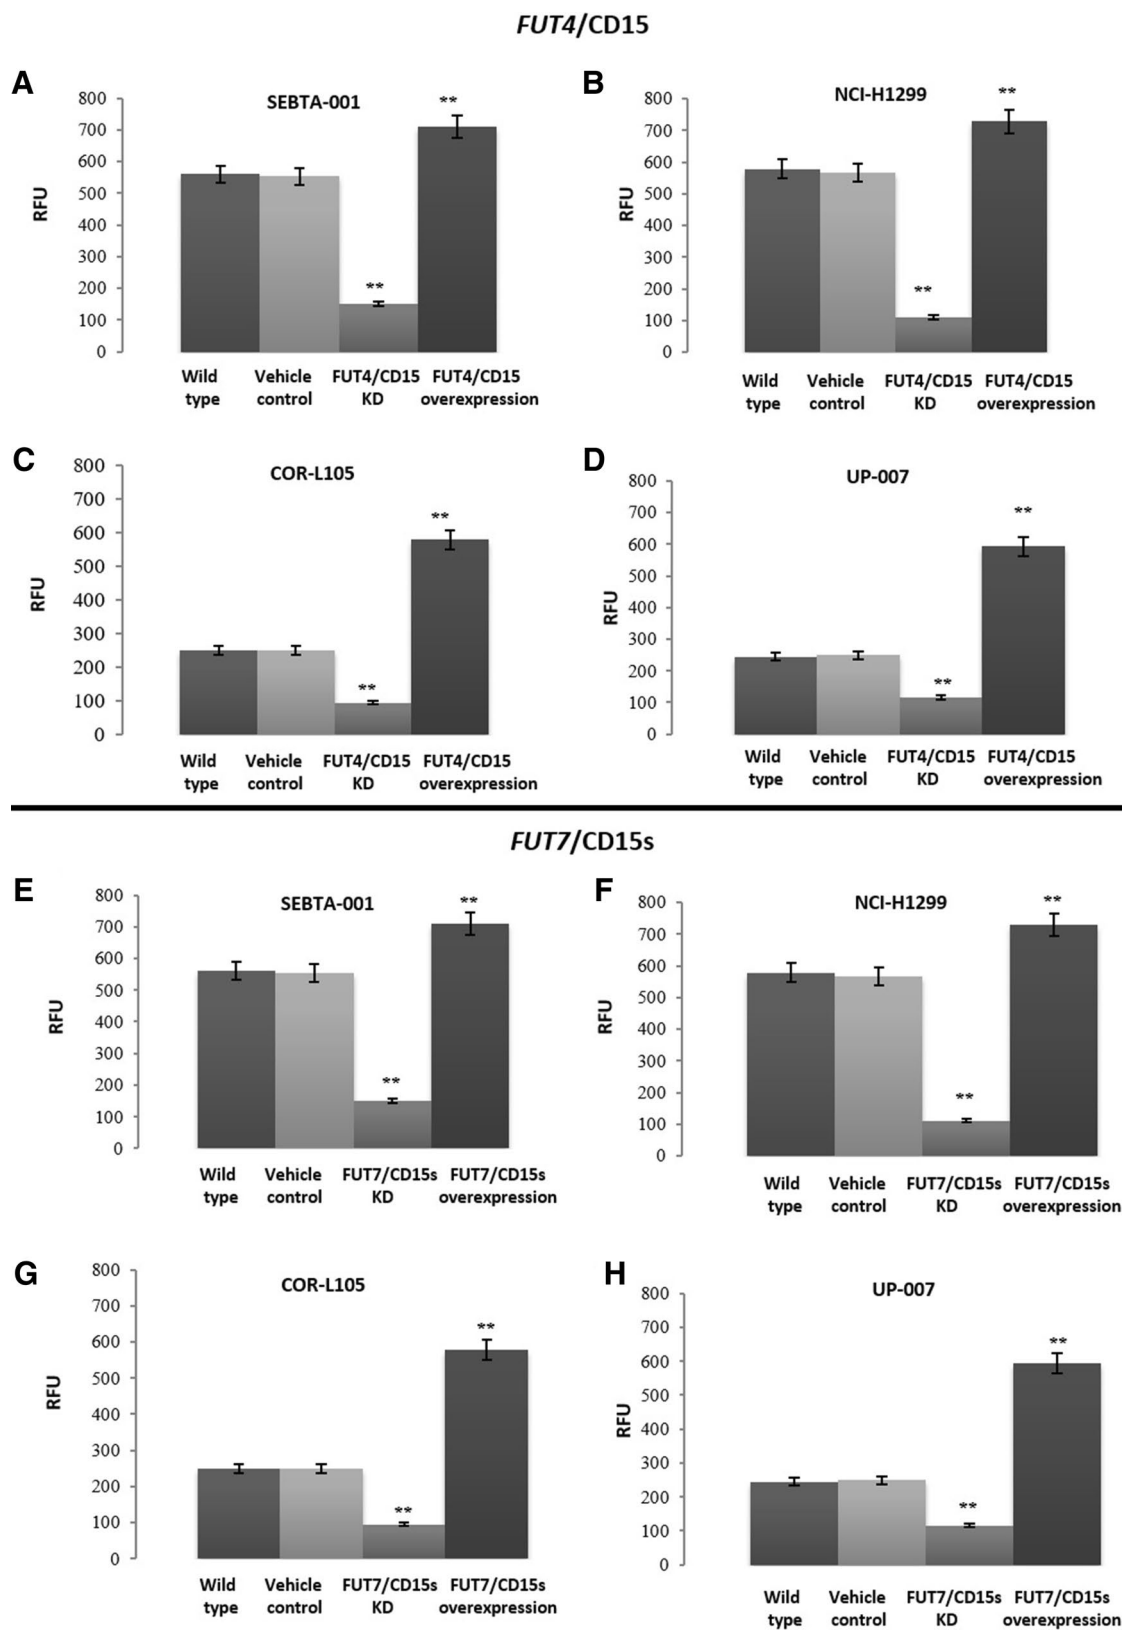 FUT4/CD15
A
SEBTA-001
**
**
800
700
600
500
400
300
200
100
0
RFU
Wild type
Vehicle control
FUT4/CD15 KD
FUT4/CD15 overexpression
B
NCI-H1299
**
**
800
700
600
500
400
300
200
100
0
RFU
Wild type
Vehicle control
FUT4/CD15 KD
FUT4/CD15 overexpression
C
COR-L105
**
**
800
700
600
500
400
300
200
100
0
RFU
Wild type
Vehicle control
FUT4/CD15 KD
FUT4/CD15 overexpression
D
UP-007
**
**
800
700
600
500
400
300
200
100
0
RFU
Wild type
Vehicle control
FUT4/CD15 KD
FUT4/CD15 overexpression
FUT7/CD15s
E
SEBTA-001
**
**
800
700
600
500
400
300
200
100
0
RFU
Wild type
Vehicle control
FUT7/CD15s KD
FUT7/CD15s overexpression
F
NCI-H1299
**
**
800
700
600
500
400
300
200
100
0
RFU
Wild type
Vehicle control
FUT7/CD15s KD
FUT7/CD15s overexpression
G
COR-L105
**
**
800
700
600
500
400
300
200
100
0
RFU
Wild type
Vehicle control
FUT7/CD15s KD
FUT7/CD15s overexpression
H
UP-007
**
**
800
700
600
500
400
300
200
100
0
RFU
Wild type
Vehicle control
FUT7/CD15s KD
FUT7/CD15s overexpression